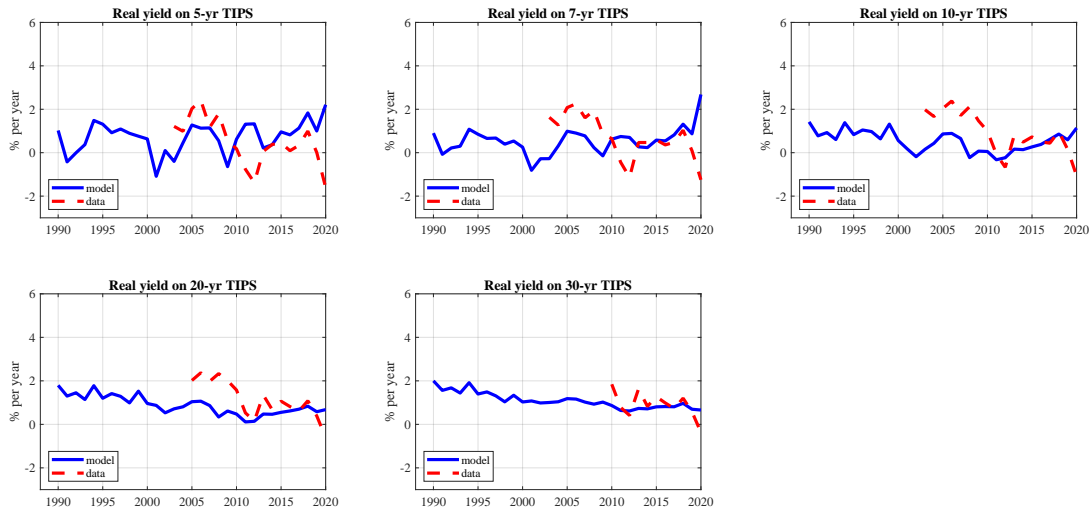 Real yield on 5-yr TIPS
% per year
6
4
2
0
-2
model
data
1990 1995 2000 2005 2010 2015 2020
Real yield on 7-yr TIPS
% per year
6
4
2
0
-2
model
data
1990 1995 2000 2005 2010 2015 2020
Real yield on 10-yr TIPS
% per year
6
4
2
0
-2
model
data
1990 1995 2000 2005 2010 2015 2020
Real yield on 20-yr TIPS
% per year
6
4
2
0
-2
model
data
1990 1995 2000 2005 2010 2015 2020
Real yield on 30-yr TIPS
% per year
6
4
2
0
-2
model
data
1990 1995 2000 2005 2010 2015 2020